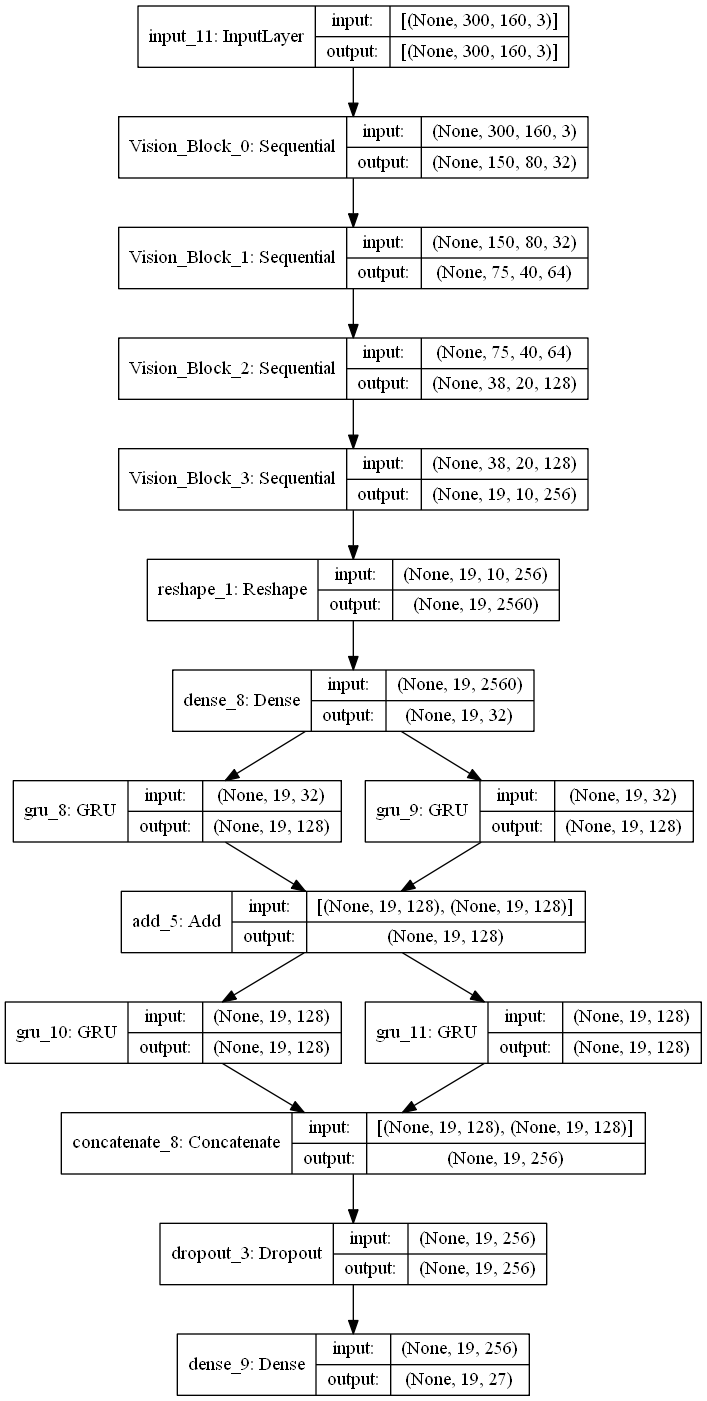 input_11: InputLayer
input:
[(None, 300, 160, 3)]
output:
[(None, 300, 160, 3)]
Vision_Block_0: Sequential
input:
(None, 300, 160, 3)
output:
(None, 150, 80, 32)
Vision_Block_1: Sequential
input:
(None, 150, 80, 32)
output:
(None, 75, 40, 64)
Vision_Block_2: Sequential
input:
(None, 75, 40, 64)
output:
(None, 38, 20, 128)
Vision_Block_3: Sequential
input:
(None, 38, 20, 128)
output:
(None, 19, 10, 256)
reshape_1: Reshape
input:
(None, 19, 10, 256)
output:
(None, 19, 2560)
dense_8: Dense
input:
(None, 19, 2560)
output:
(None, 19, 32)
gru_8: GRU
input:
(None, 19, 32)
output:
(None, 19, 128)
gru_9: GRU
input:
(None, 19, 32)
output:
(None, 19, 128)
add_5: Add
input:
[(None, 19, 128), (None, 19, 128)]
output:
(None, 19, 128)
gru_10: GRU
input:
(None, 19, 128)
output:
(None, 19, 128)
gru_11: GRU
input:
(None, 19, 128)
output:
(None, 19, 128)
concatenate_8: Concatenate
input:
[(None, 19, 128), (None, 19, 128)]
output:
(None, 19, 256)
dropout_3: Dropout
input:
(None, 19, 256)
output:
(None, 19, 256)
dense_9: Dense
input:
(None, 19, 256)
output:
(None, 19, 27)